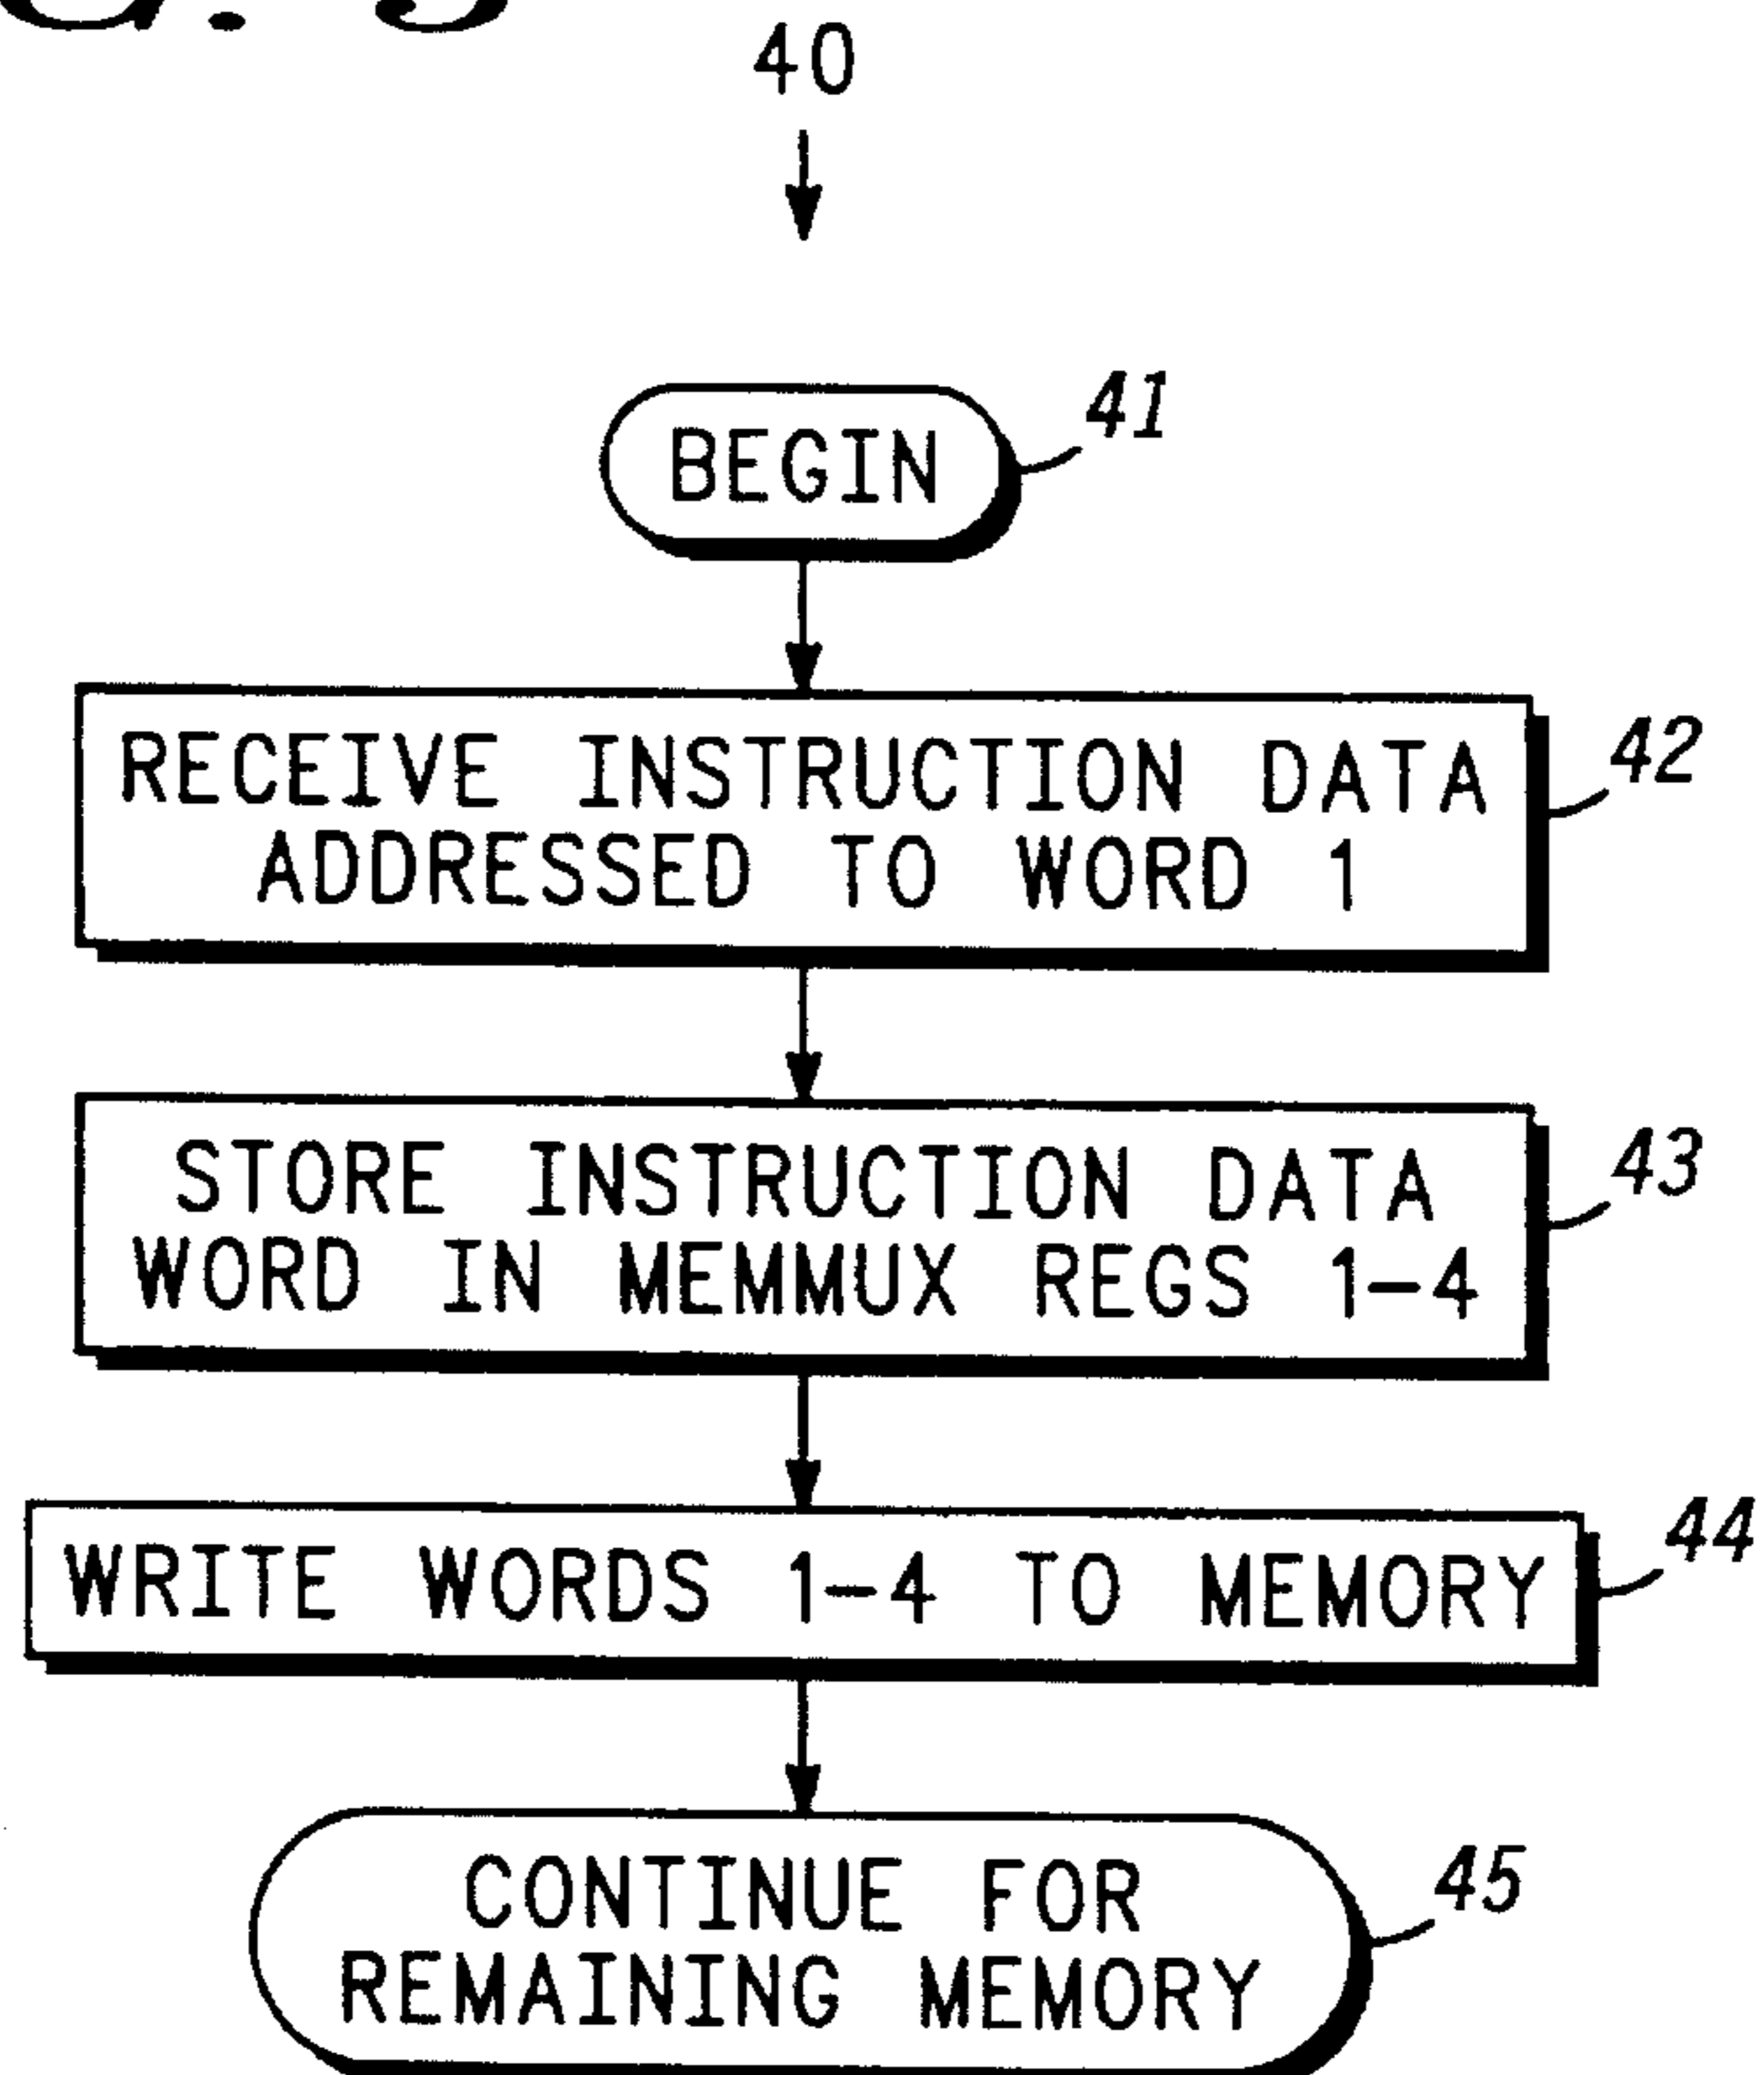 40
BEGIN
41
RECEIVE INSTRUCTION DATA
ADDRESSED TO WORD 1
42
STORE INSTRUCTION DATA
WORD IN MEMMUX REGS 1-4
43
WRITE WORDS 1-4 TO MEMORY
44
CONTINUE FOR
REMAINING MEMORY
45